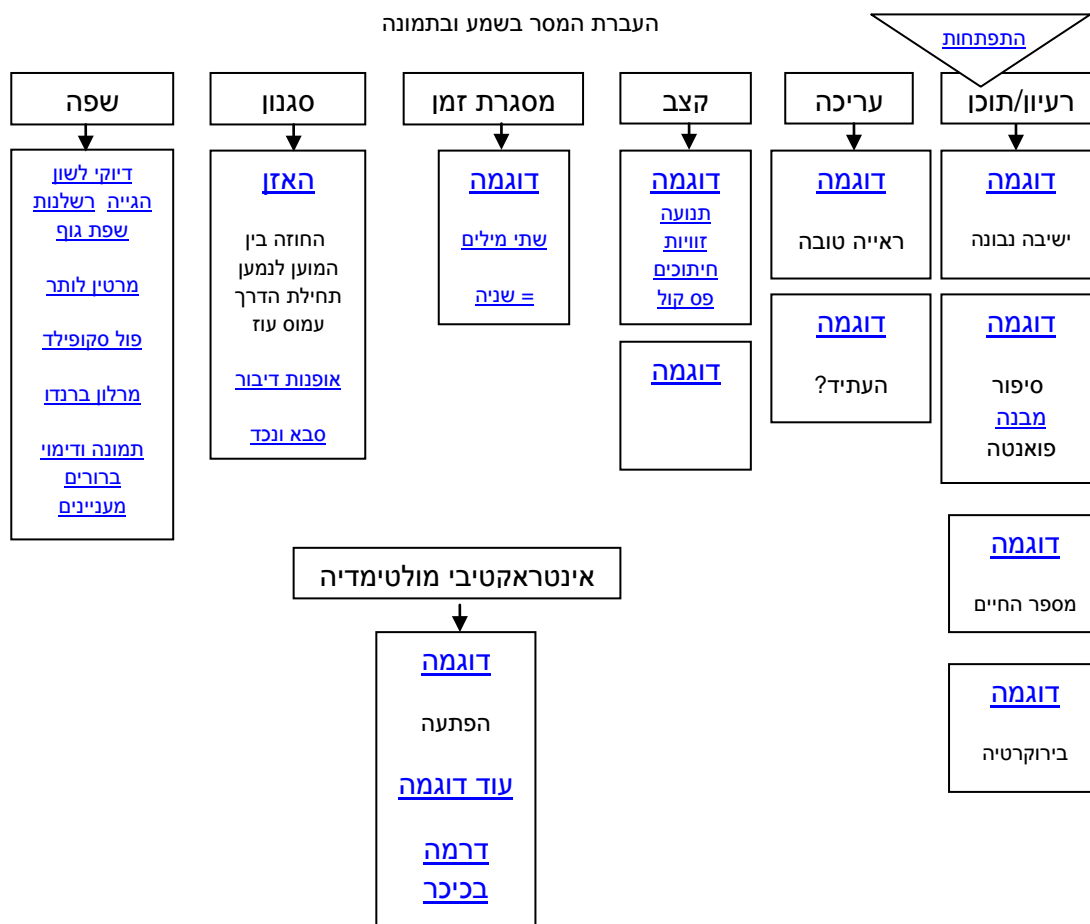 העברת המסר בשמע ובתמונה
התפתחות
רעיון/תוכן
דוגמה
ישיבה נבונה
דוגמה
סיפור
מבנה
פואנטה
דוגמה
מספר החיים
דוגמה
בירוקרטיה
עריכה
דוגמה
ראייה טובה
דוגמה
העתיד?
קצב
דוגמה
תנועה
זוויות
חיתוכים
פס קול
דוגמה
מסגרת זמן
דוגמה
שתי מילים
= שניה
סגנון
האזן
החוזה בין
המוען לנמען
תחילת הדרך
עמוס עוז
אופנות דיבור
סבא ונכד
שפה
דיוקי לשון
הגייה רשלנות
שפת גוף
מרטין לותר
פול סקופילד
מרלון ברנדו
תמונה ודימוי
ברורים
מעניינים
אינטראקטיבי מולטימדיה
דוגמה
הפתעה
עוד דוגמה
דרמה
בכיכר